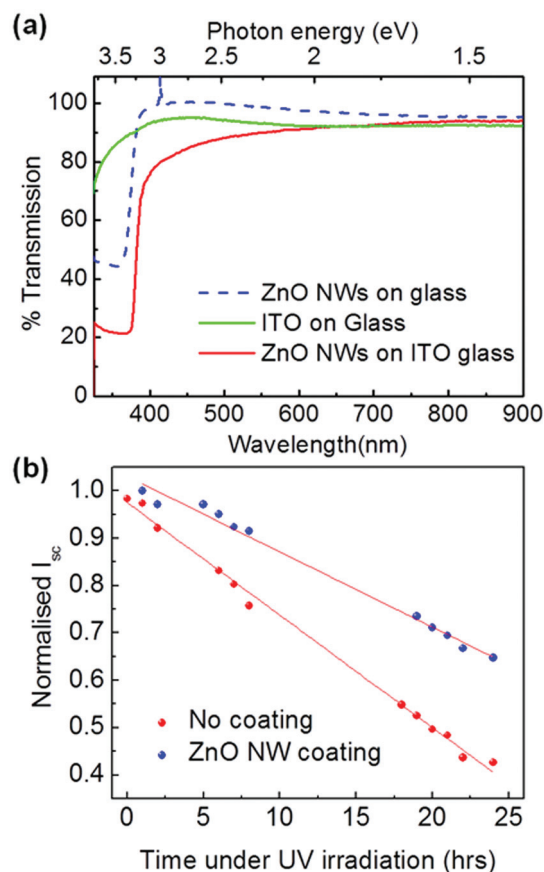 (a)
Photon energy (eV)
3.5 3 2.5 2 1.5
100
80
60
40
20
0
% Transmission
ZnO NWs on glass
ITO on Glass
ZnO NWs on ITO glass
400 500 600 700 800 900
Wavelength(nm)
(b)
1.0
0.9
0.8
0.7
0.6
0.5
0.4
Normalised Isc
No coating
ZnO NW coating
0 5 10 15 20 25
Time under UV irradiation (hrs)